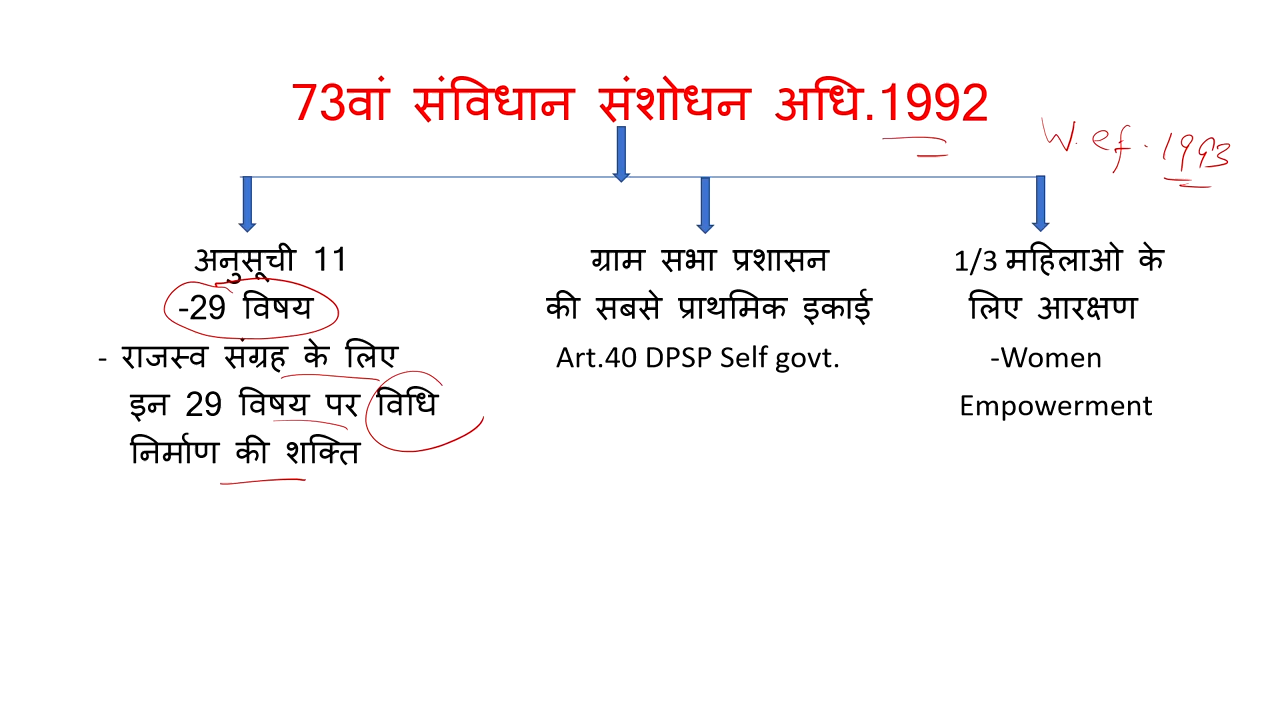 73वां संविधान संशोधन अधि.1992
W.ef. 1993
अनुसूची 11
-29 विषय
- राजस्व संग्रह के लिए
इन 29 विषय पर विधि
निर्माण की शक्ति
ग्राम सभा प्रशासन
की सबसे प्राथमिक इकाई
Art.40 DPSP Self govt.
1/3 महिलाओ के
लिए आरक्षण
-Women
Empowerment